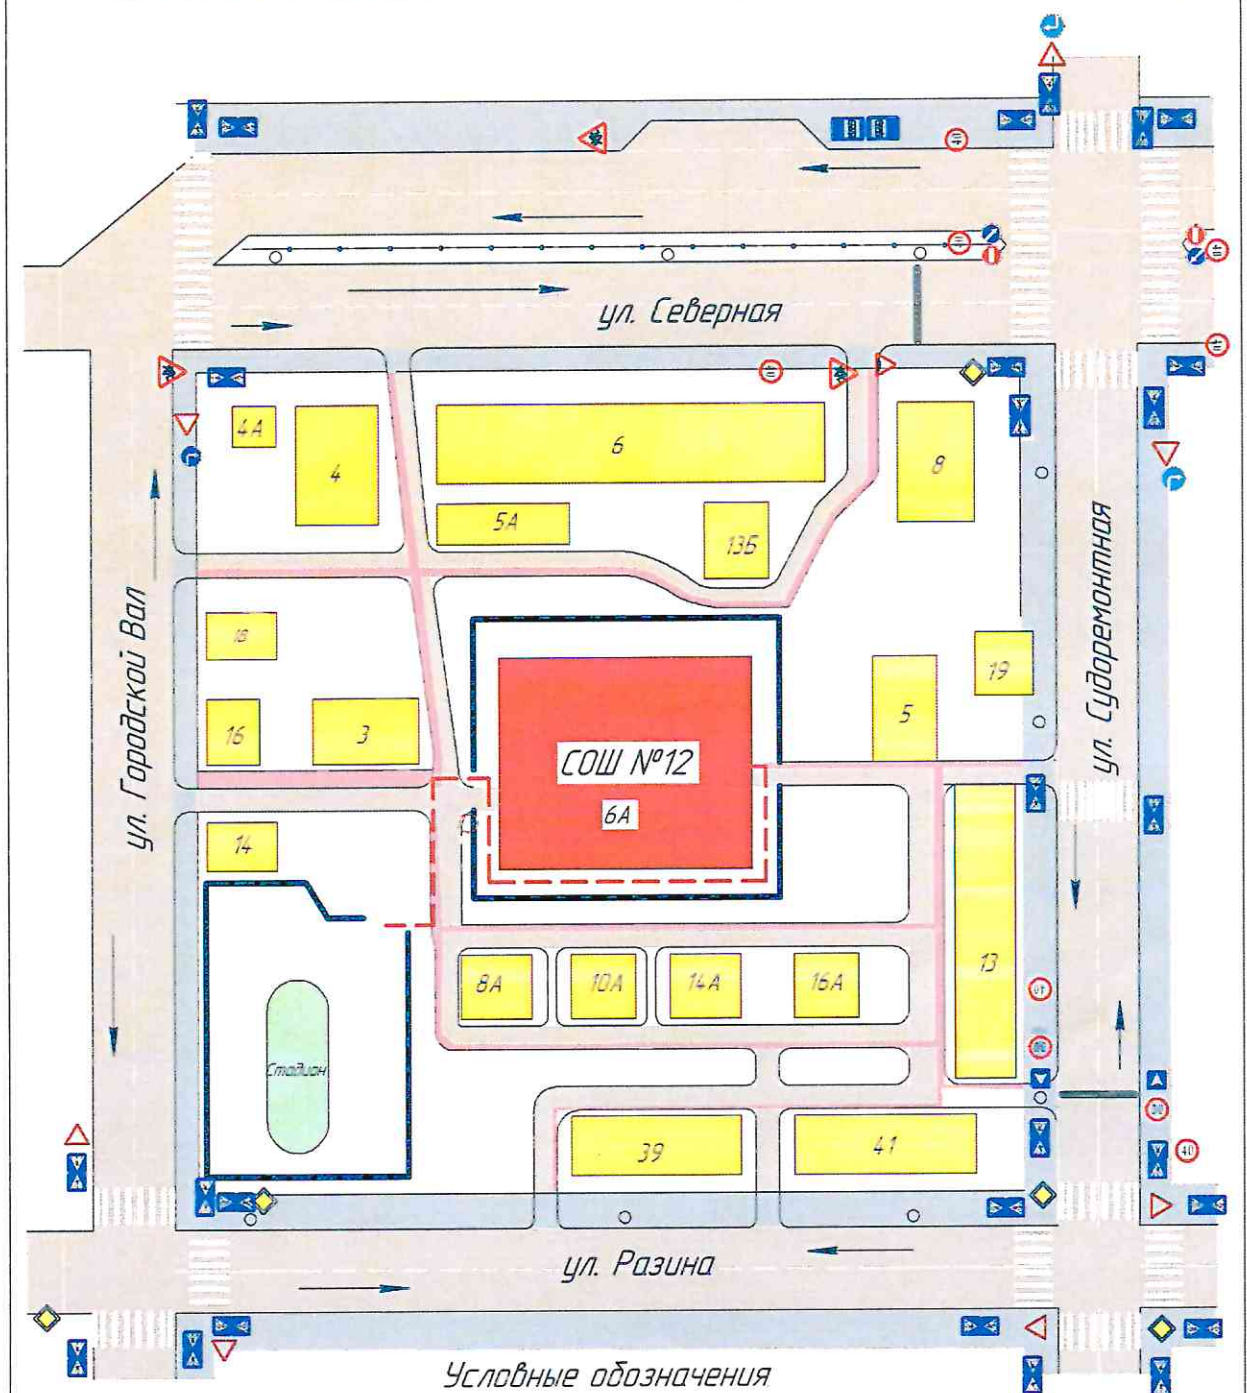 ул. Северная
4А
4
6
8
5А
13Б
ул. Городской Вал
18
19
ул. Судоремонтная
16
3
5
СОШ №12
6А
14
13
8А
10А
14А
16А
Стадион
39
41
40
ул. Разина
Условные обозначения